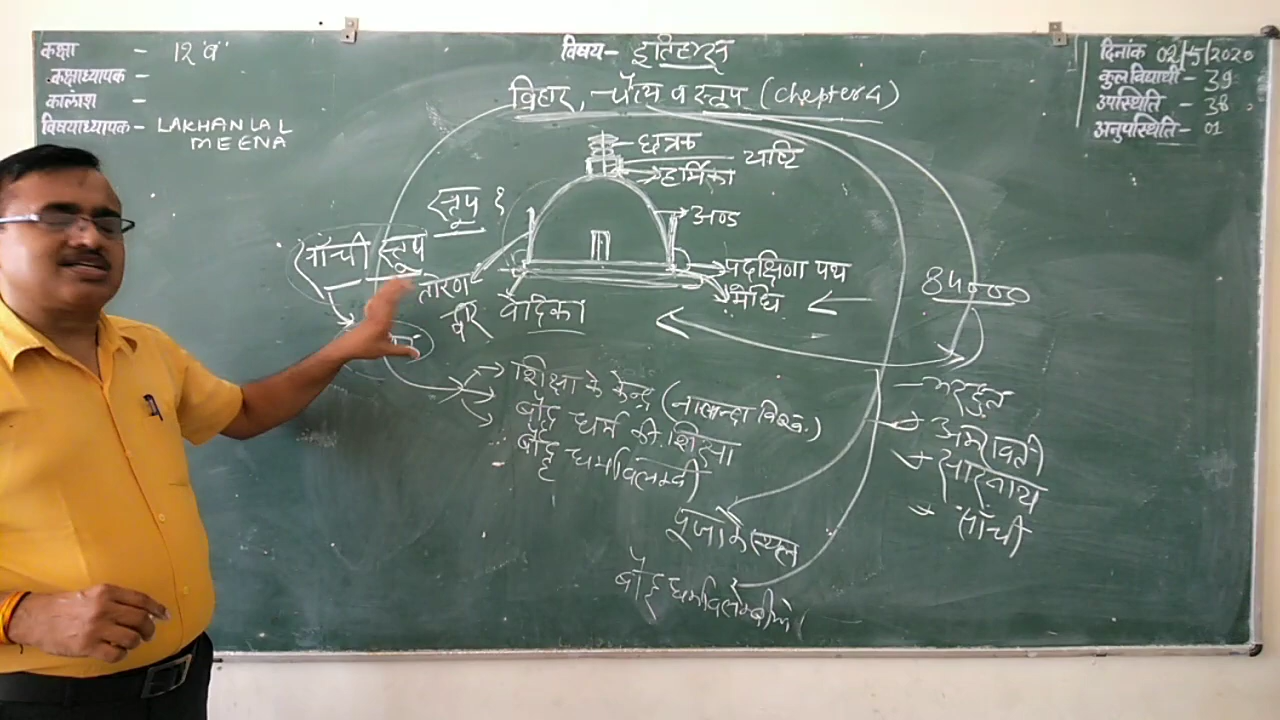 कक्षा - 12 'ब'
कक्षाध्यापक -
कालांश -
विषयाध्यापक - LAKHAN LAL
MEENA
विषय- इतिहास
दिनांक 02/5/2020
कुल विद्यार्थी - 39
उपस्थिति - 38
अनुपस्थिति - 01
विहार, चैत्य व स्तूप (chepter 4)
छत्रक
यष्टि
हर्मिका
स्तूप
अण्ड
साँची स्तूप
प्रदक्षिणा पथ
तोरण
मेधि
84000
वेदिका
शिक्षा के केन्द्र (नालन्दा विश्व.)
बौद्ध धर्म की शिक्षा
बौद्ध धर्मावलम्बी
भरहुत
अमरावती
सारनाथ
साँची
पूजा के स्थल
बौद्ध धर्मावलम्बीयो